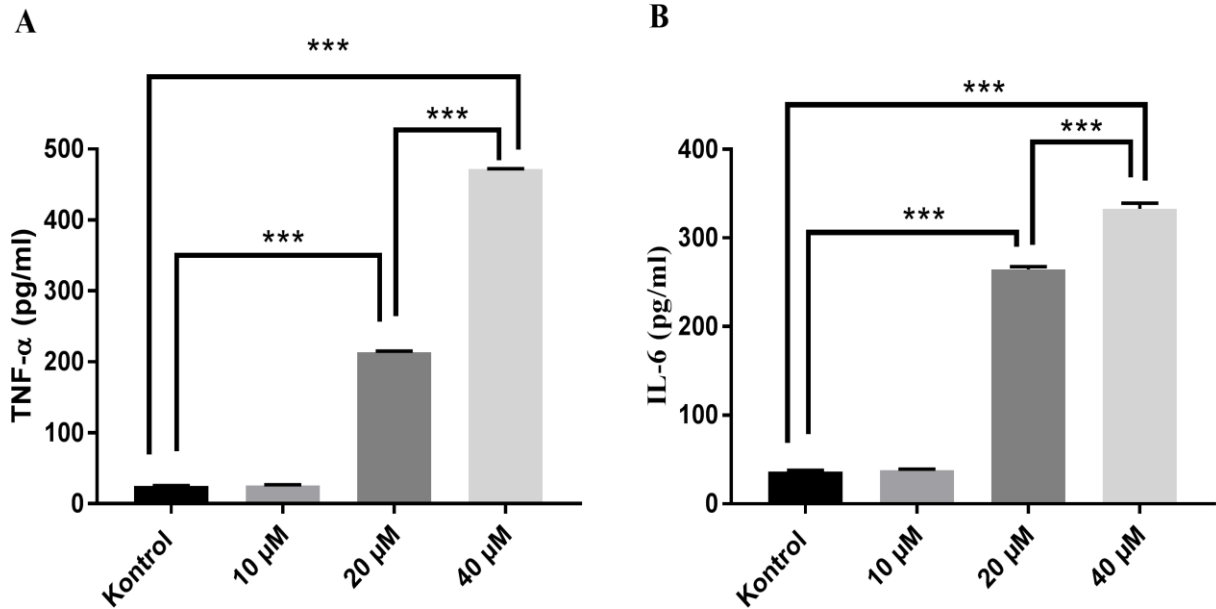 A
***
***
***
TNF-α (pg/ml)
500
400
300
200
100
0
Kontrol
10 µM
20 µM
40 µM
B
***
***
***
IL-6 (pg/ml)
400
300
200
100
0
Kontrol
10 µM
20 µM
40 µM